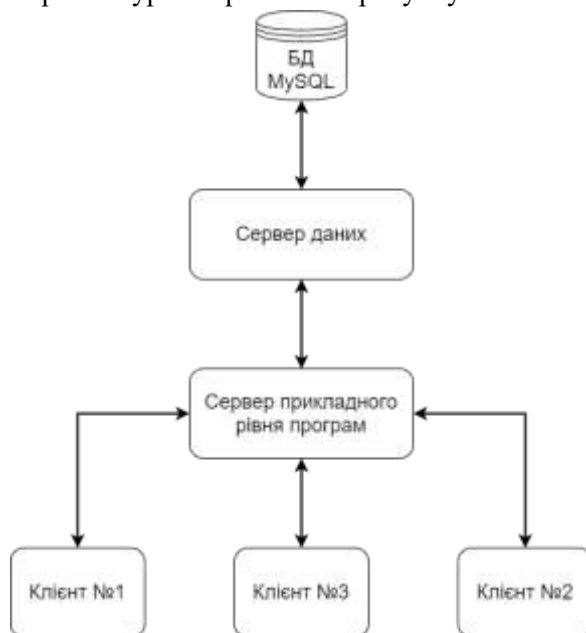 БД
MySQL
Сервер даних
Сервер прикладного
рівня програм
Клієнт №1
Клієнт №3
Клієнт №2